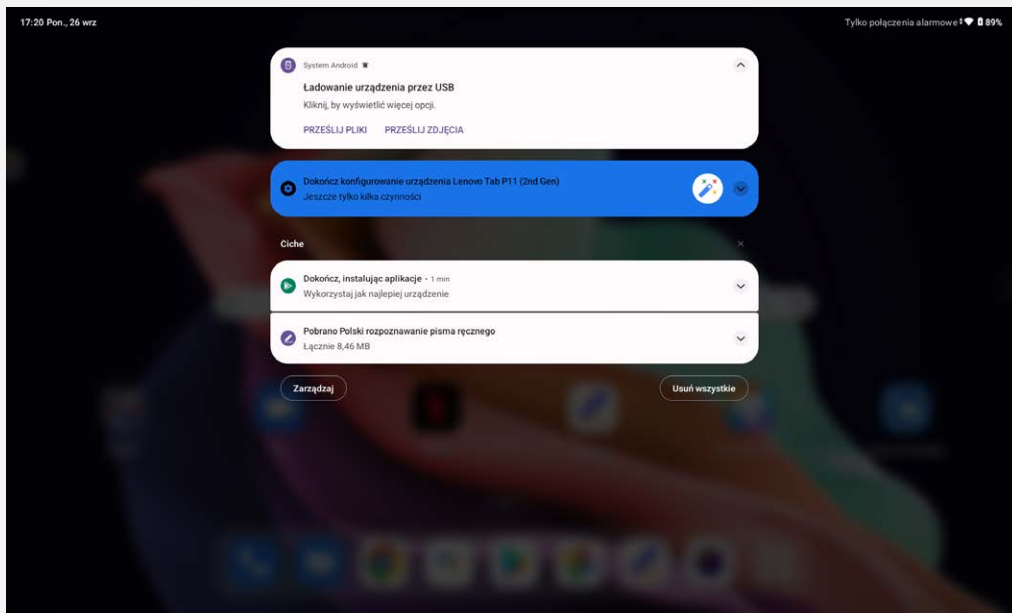 17:20 Pon., 26 wrz
Tylko połączenia alarmowe 89%
System Android
Ładowanie urządzenia przez USB
Kliknij, by wyświetlić więcej opcji.
PRZEŚLIJ PLIKI PRZEŚLIJ ZDJĘCIA
Dokończ konfigurowanie urządzenia Lenovo Tab P11 (2nd Gen)
Jeszcze tylko kilka czynności
Ciche
Dokończ, instalując aplikacje • 1 min
Wykorzystaj jak najlepiej urządzenie
Pobrano Polski rozpoznawanie pisma ręcznego
Łącznie 8,46 MB
Zarządzaj
Usuń wszystkie